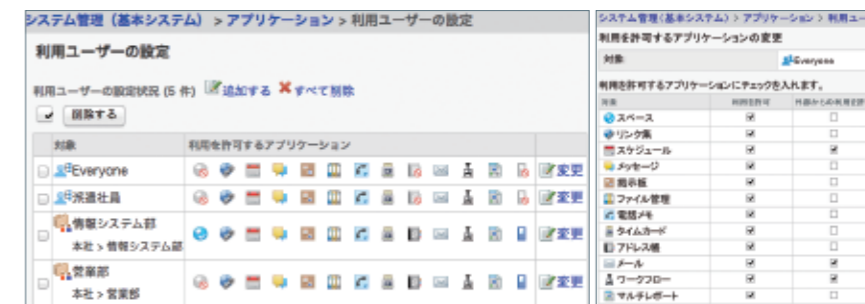 システム管理（基本システム） > アプリケーション > 利用ユーザーの設定
利用ユーザーの設定
利用ユーザーの設定状況 (5 件) 追加する すべて削除
削除する
対象 利用を許可するアプリケーション
Everyone 変更
派遣社員 変更
情報システム部 変更
本社 > 情報システム部
営業部 変更
本社 > 営業部
システム管理(基本システム) > アプリケーション > 利用ユー
利用を許可するアプリケーションの変更
対象 Everyone
利用を許可するアプリケーションにチェックを入れます。
対象 利用を許可 外部からの利用を許
スペース
リンク集
スケジュール
メッセージ
掲示板
ファイル管理
電話メモ
タイムカード
アドレス帳
メール
ワークフロー
マルチレポート